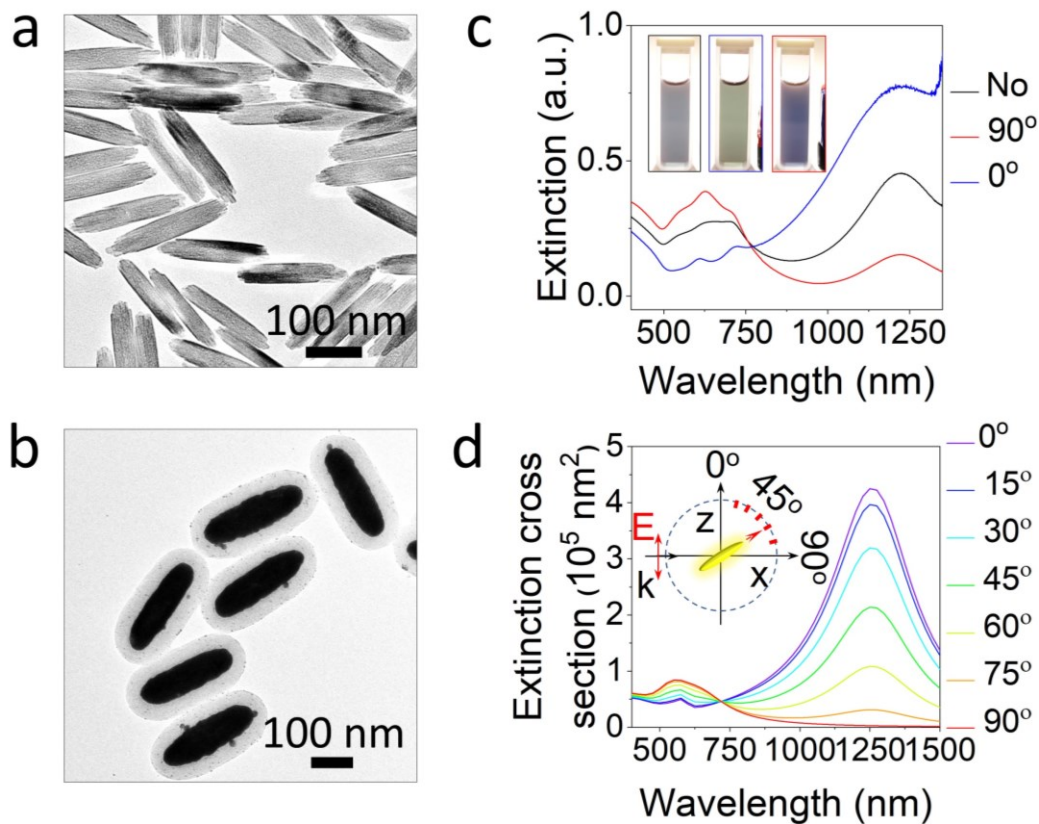 a
100 nm
b
100 nm
c
Extinction (a.u.)
1.0
0.5
0.0
500 750 1000 1250
Wavelength (nm)
No
90°
0°
d
Extinction cross
section (10⁵ nm²)
5
4
3
2
1
0
500 750 1000 1250 1500
Wavelength (nm)
0°
45°
90°
z
x
E
k
0°
15°
30°
45°
60°
75°
90°